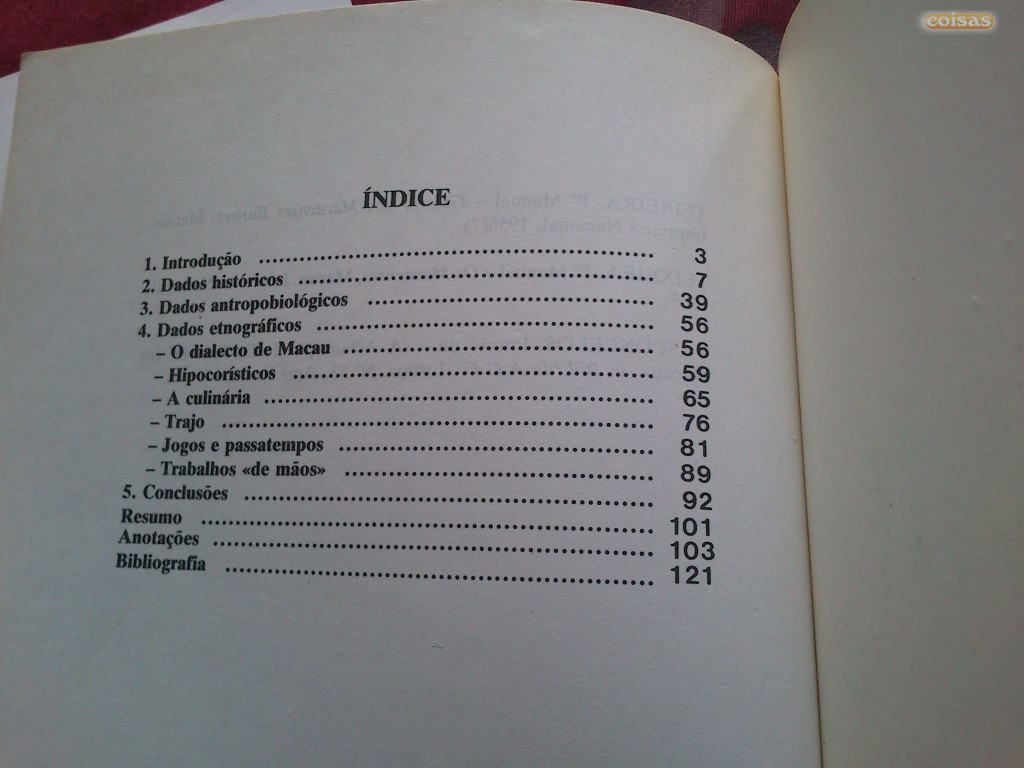 coisas
ÍNDICE
1. Introdução ........ 3
2. Dados históricos ........ 7
3. Dados antropobiológicos ........ 39
4. Dados etnográficos ........ 56
– O dialecto de Macau ........ 56
– Hipocorísticos ........ 59
– A culinária ........ 65
– Trajo ........ 76
– Jogos e passatempos ........ 81
– Trabalhos «de mãos» ........ 89
5. Conclusões ........ 92
Resumo ........ 101
Anotações ........ 103
Bibliografia ........ 121